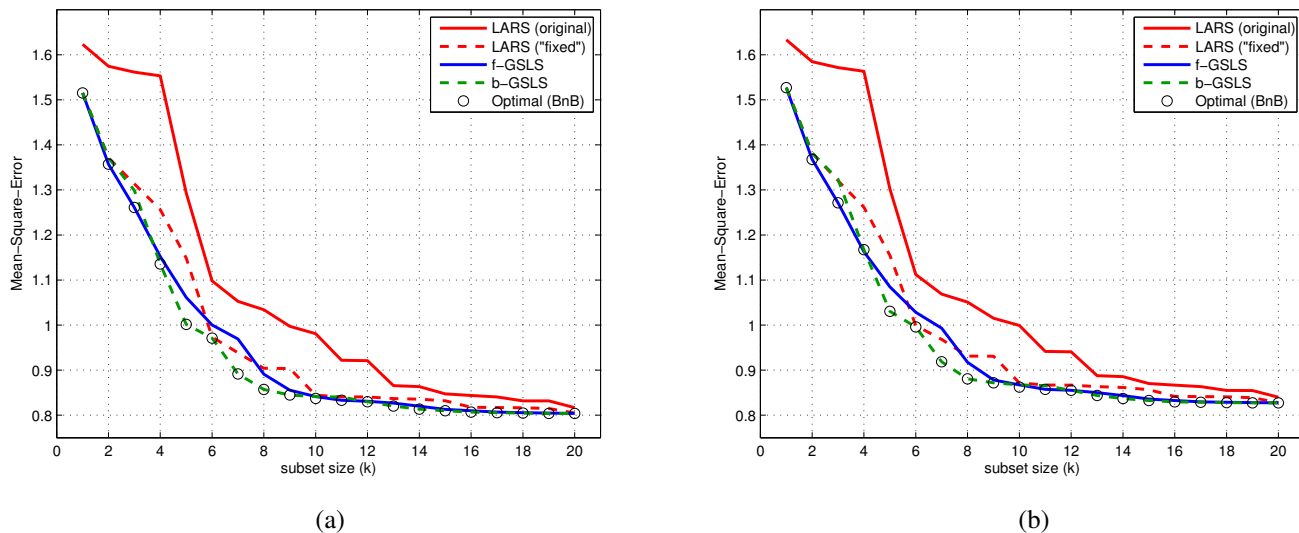 LARS (original)
LARS ("fixed")
f−GSLS
b−GSLS
Optimal (BnB)
1.6
1.5
1.4
1.3
1.2
1.1
1
0.9
0.8
Mean−Square−Error
0 2 4 6 8 10 12 14 16 18 20
subset size (k)
(a)
LARS (original)
LARS ("fixed")
f−GSLS
b−GSLS
Optimal (BnB)
1.6
1.5
1.4
1.3
1.2
1.1
1
0.9
0.8
Mean−Square−Error
0 2 4 6 8 10 12 14 16 18 20
subset size (k)
(b)